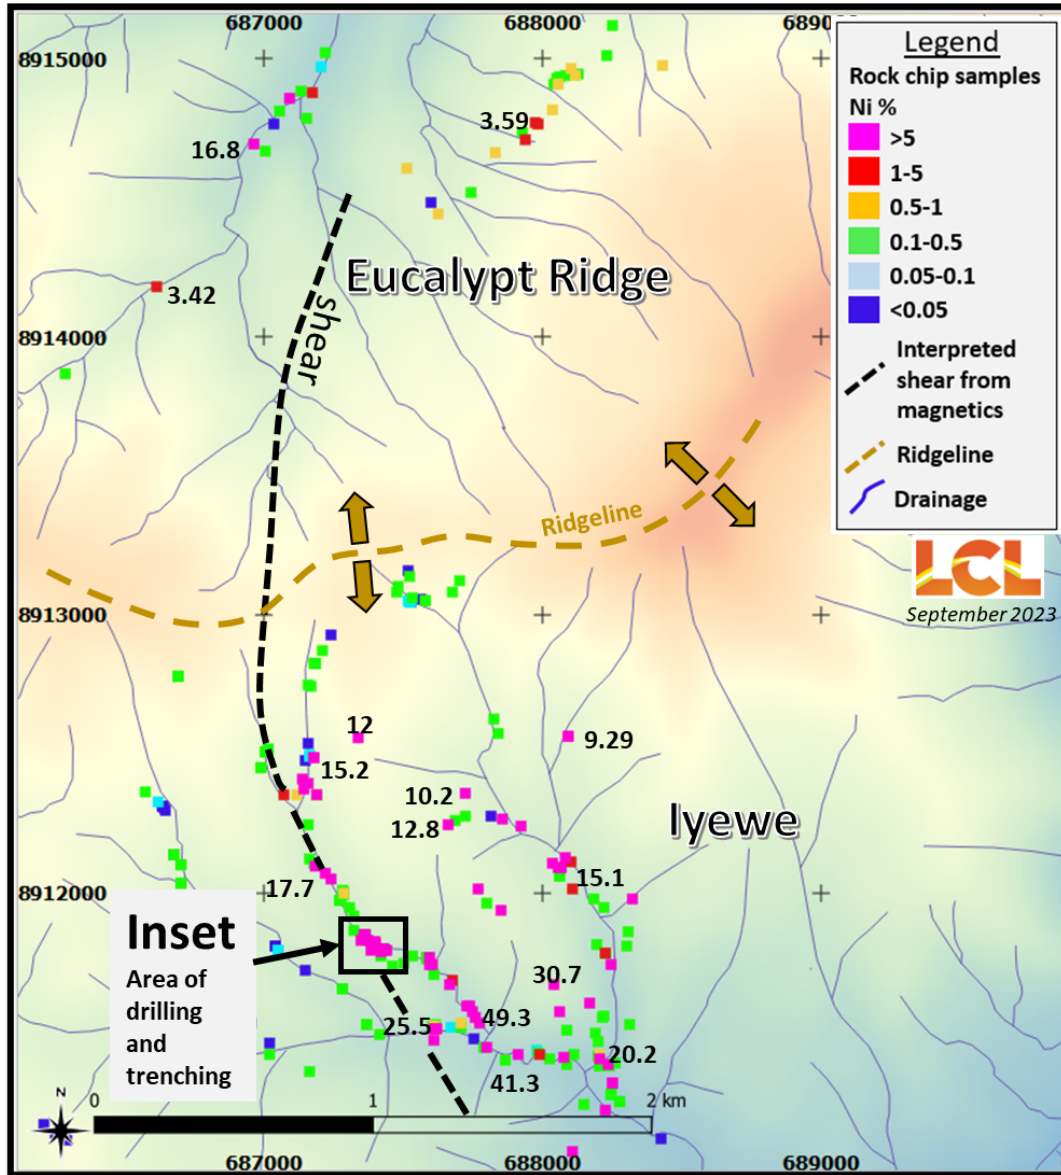 687000
688000
689000
8915000
8914000
8913000
8912000
Legend
Rock chip samples
Ni %
>5
1-5
0.5-1
0.1-0.5
0.05-0.1
<0.05
Interpreted
shear from
magnetics
Ridgeline
Drainage
LCL
September 2023
3.59
16.8
Eucalypt Ridge
3.42
shear
Ridgeline
12
9.29
15.2
10.2
12.8
Iyewe
15.1
17.7
Inset
Area of
drilling
and
trenching
30.7
25.5
49.3
20.2
41.3
N
0
1
2 km
687000
688000
689000